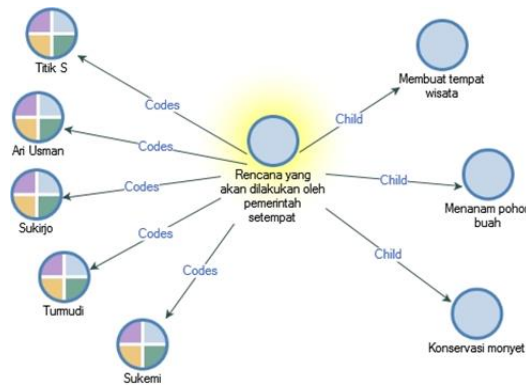 Titik S
Codes
Membuat tempat
wisata
Child
Ari Usman
Codes
Rencana yang
akan dilakukan oleh
pemerintah
setempat
Child
Menanam pohon
buah
Sukirjo
Codes
Turmudi
Codes
Child
Sukemi
Codes
Konservasi monyet